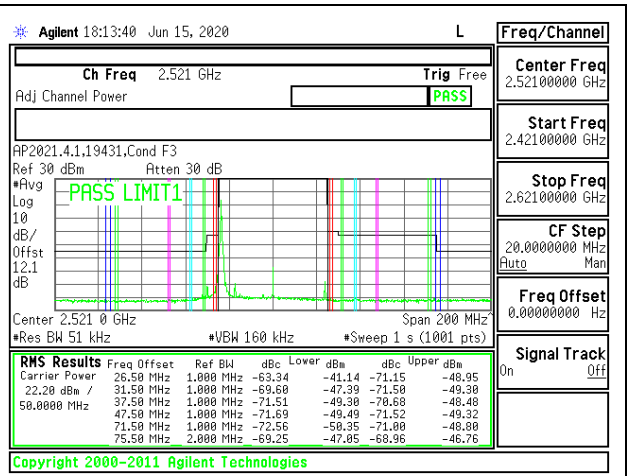 Agilent 18:13:40 Jun 15, 2020 L
Ch Freq 2.521 GHz Trig Free
Adj Channel Power PASS
AP2021.4.1,19431,Cond F3
Ref 30 dBm Atten 30 dB
#Avg
Log
10
dB/
Offst
12.1
dB
PASS LIMIT1
Center 2.521 0 GHz Span 200 MHz
#Res BW 51 kHz #VBW 160 kHz #Sweep 1 s (1001 pts)
RMS Results Freq Offset Ref BW dBc Lower dBm dBc Upper dBm
Carrier Power 26.50 MHz 1.000 MHz -63.34 -41.14 -71.15 -48.95
22.20 dBm / 31.50 MHz 1.000 MHz -69.60 -47.39 -71.50 -49.30
50.0000 MHz 37.50 MHz 1.000 MHz -71.51 -49.30 -70.68 -48.48
47.50 MHz 1.000 MHz -71.69 -49.49 -71.52 -49.32
71.50 MHz 1.000 MHz -72.56 -50.35 -71.00 -48.80
75.50 MHz 2.000 MHz -69.25 -47.05 -68.96 -46.76
Copyright 2000-2011 Agilent Technologies
Freq/Channel
Center Freq
2.52100000 GHz
Start Freq
2.42100000 GHz
Stop Freq
2.62100000 GHz
CF Step
20.0000000 MHz
Auto Man
Freq Offset
0.00000000 Hz
Signal Track
On Off